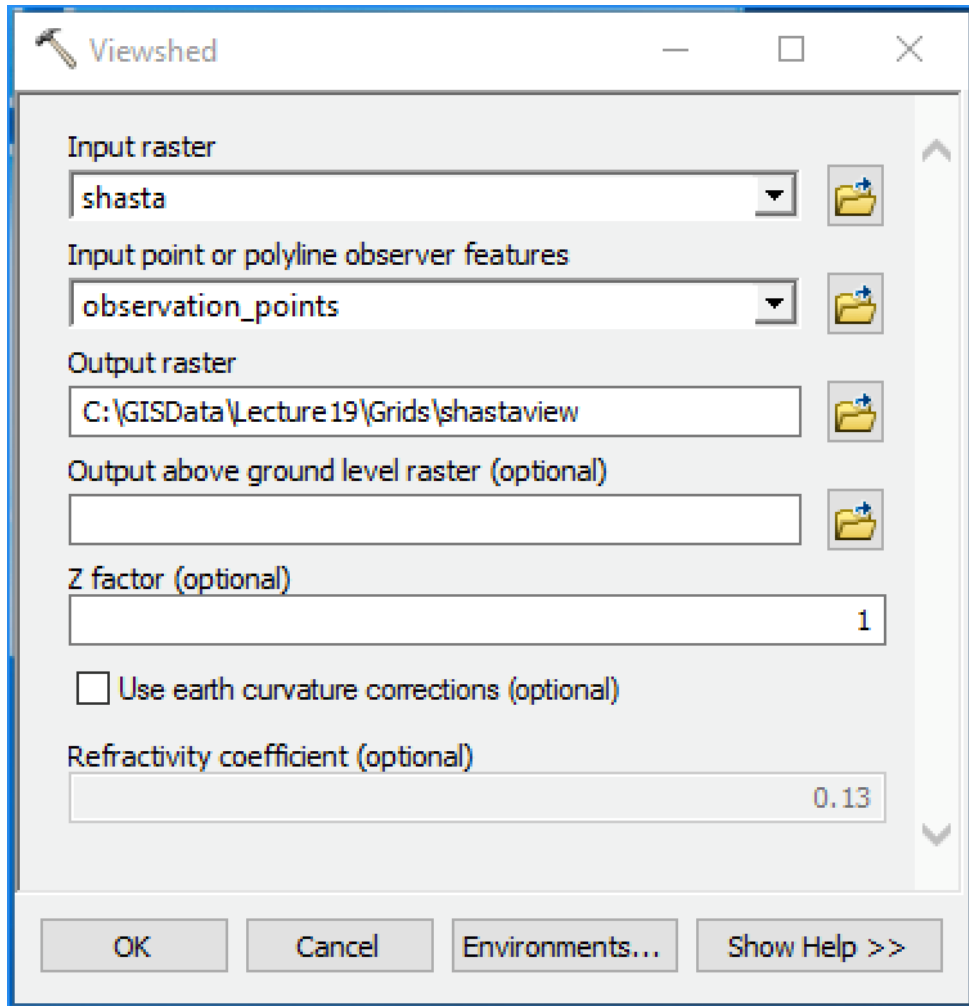 Viewshed
Input raster
shasta
Input point or polyline observer features
observation_points
Output raster
C:\GISData\Lecture19\Grids\shastaview
Output above ground level raster (optional)
Z factor (optional)
1
Use earth curvature corrections (optional)
Refractivity coefficient (optional)
0.13
OK Cancel Environments... Show Help >>